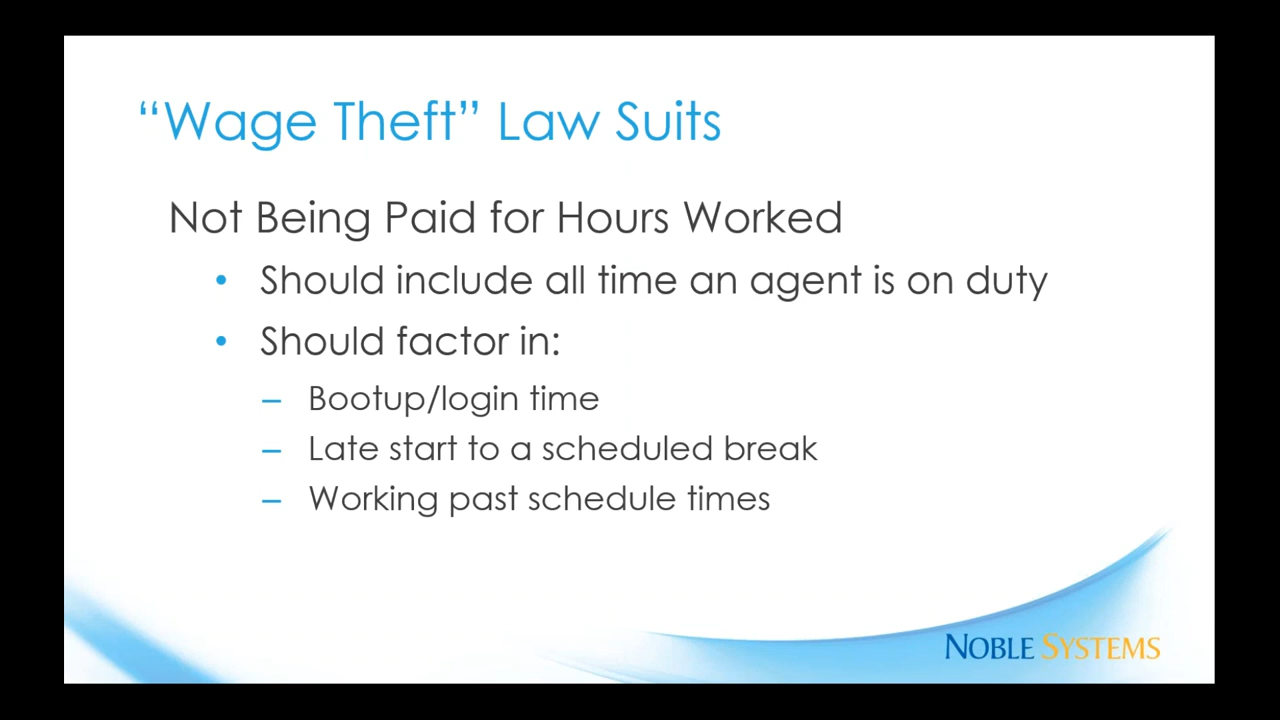 “Wage Theft” Law Suits
Not Being Paid for Hours Worked
• Should include all time an agent is on duty
• Should factor in:
– Bootup/login time
– Late start to a scheduled break
– Working past schedule times
NOBLE SYSTEMS